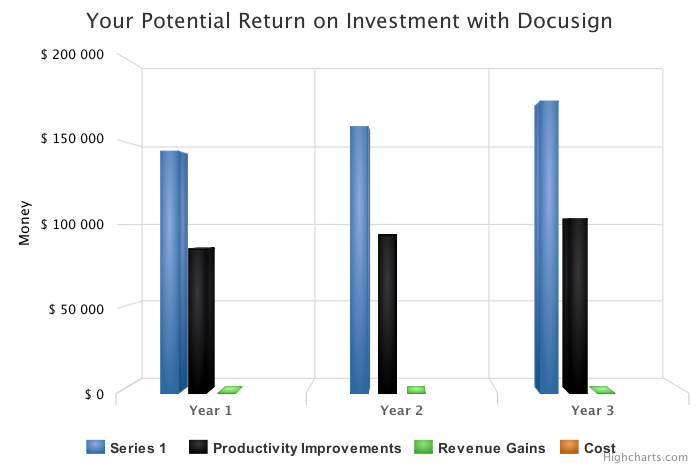 Your Potential Return on Investment with Docusign
$ 200 000
$ 150 000
$ 100 000
$ 50 000
$ 0
Money
Year 1
Year 2
Year 3
Series 1
Productivity Improvements
Revenue Gains
Cost
Highcharts.com